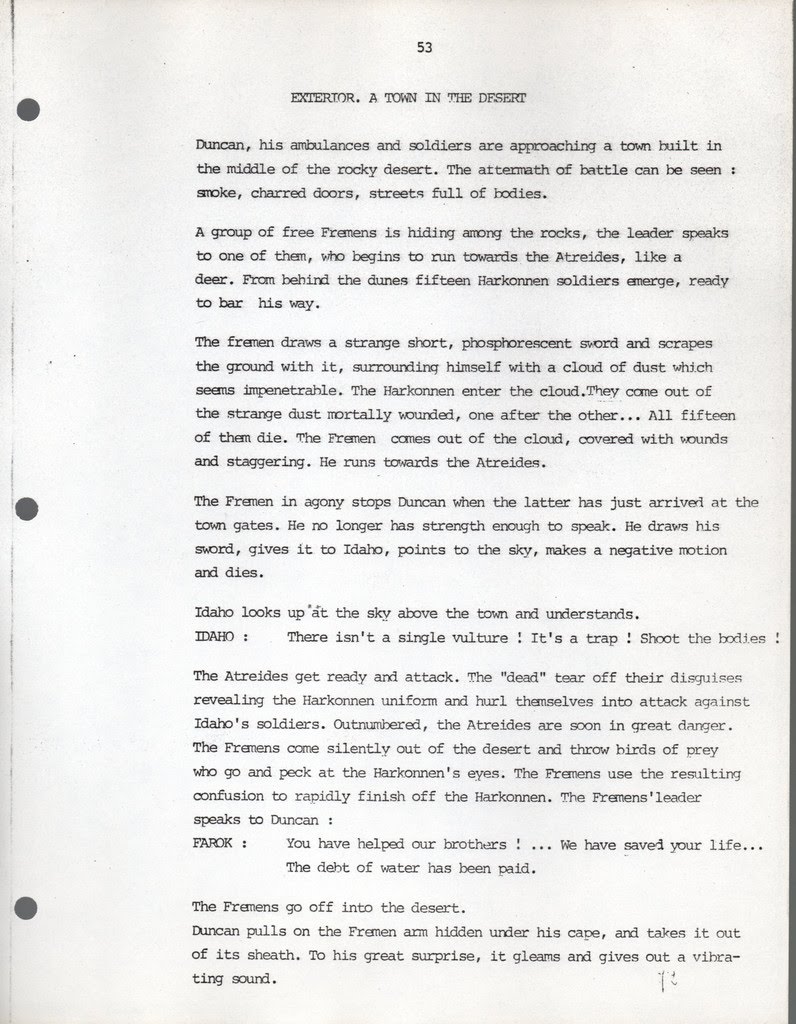 53
EXTERIOR. A TOWN IN THE DESERT
Duncan, his ambulances and soldiers are approaching a town built in
the middle of the rocky desert. The aftermath of battle can be seen :
smoke, charred doors, streets full of bodies.
A group of free Fremens is hiding among the rocks, the leader speaks
to one of them, who begins to run towards the Atreides, like a
deer. From behind the dunes fifteen Harkonnen soldiers emerge, ready
to bar his way.
The fremen draws a strange short, phosphorescent sword and scrapes
the ground with it, surrounding himself with a cloud of dust which
seems impenetrable. The Harkonnen enter the cloud.They come out of
the strange dust mortally wounded, one after the other... All fifteen
of them die. The Fremen comes out of the cloud, covered with wounds
and staggering. He runs towards the Atreides.
The Fremen in agony stops Duncan when the latter has just arrived at the
town gates. He no longer has strength enough to speak. He draws his
sword, gives it to Idaho, points to the sky, makes a negative motion
and dies.
Idaho looks up at the sky above the town and understands.
IDAHO : There isn't a single vulture ! It's a trap ! Shoot the bodies !
The Atreides get ready and attack. The "dead" tear off their disguises
revealing the Harkonnen uniform and hurl themselves into attack against
Idaho's soldiers. Outnumbered, the Atreides are soon in great danger.
The Fremens come silently out of the desert and throw birds of prey
who go and peck at the Harkonnen's eyes. The Fremens use the resulting
confusion to rapidly finish off the Harkonnen. The Fremens'leader
speaks to Duncan :
FAROK : You have helped our brothers ! ... We have saved your life...
The debt of water has been paid.
The Fremens go off into the desert.
Duncan pulls on the Fremen arm hidden under his cape, and takes it out
of its sheath. To his great surprise, it gleams and gives out a vibra-
ting sound.